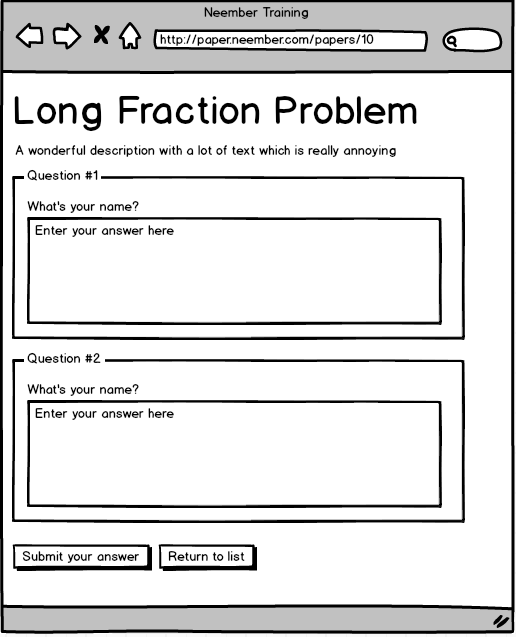 Neember Training
http://paper.neember.com/papers/10
Long Fraction Problem
A wonderful description with a lot of text which is really annoying
Question #1
What's your name?
Enter your answer here
Question #2
What's your name?
Enter your answer here
Submit your answer
Return to list